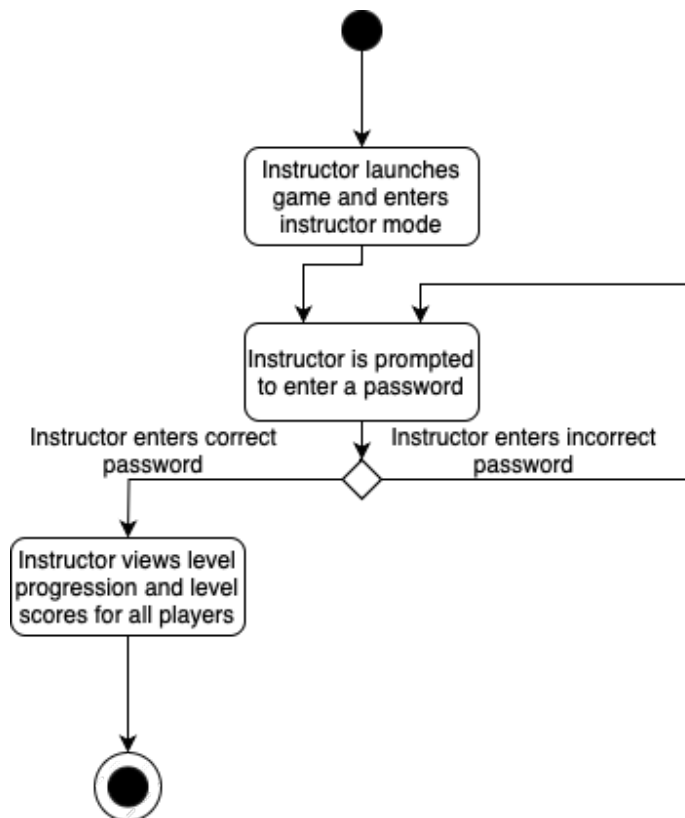 Instructor launches
game and enters
instructor mode
Instructor is prompted
to enter a password
Instructor enters correct
password
Instructor enters incorrect
password
Instructor views level
progression and level
scores for all players